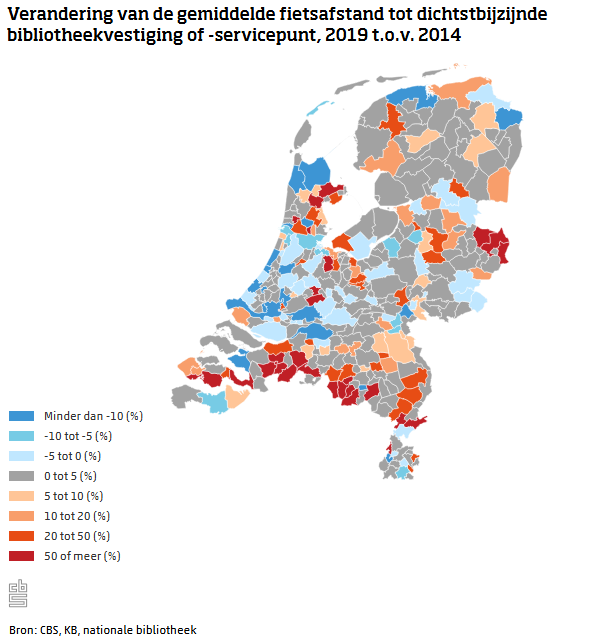 Verandering van de gemiddelde fietsafstand tot dichtstbijzijnde
bibliotheekvestiging of -servicepunt, 2019 t.o.v. 2014
Minder dan -10 (%)
-10 tot -5 (%)
-5 tot 0 (%)
0 tot 5 (%)
5 tot 10 (%)
10 tot 20 (%)
20 tot 50 (%)
50 of meer (%)
cbs
Bron: CBS, KB, nationale bibliotheek